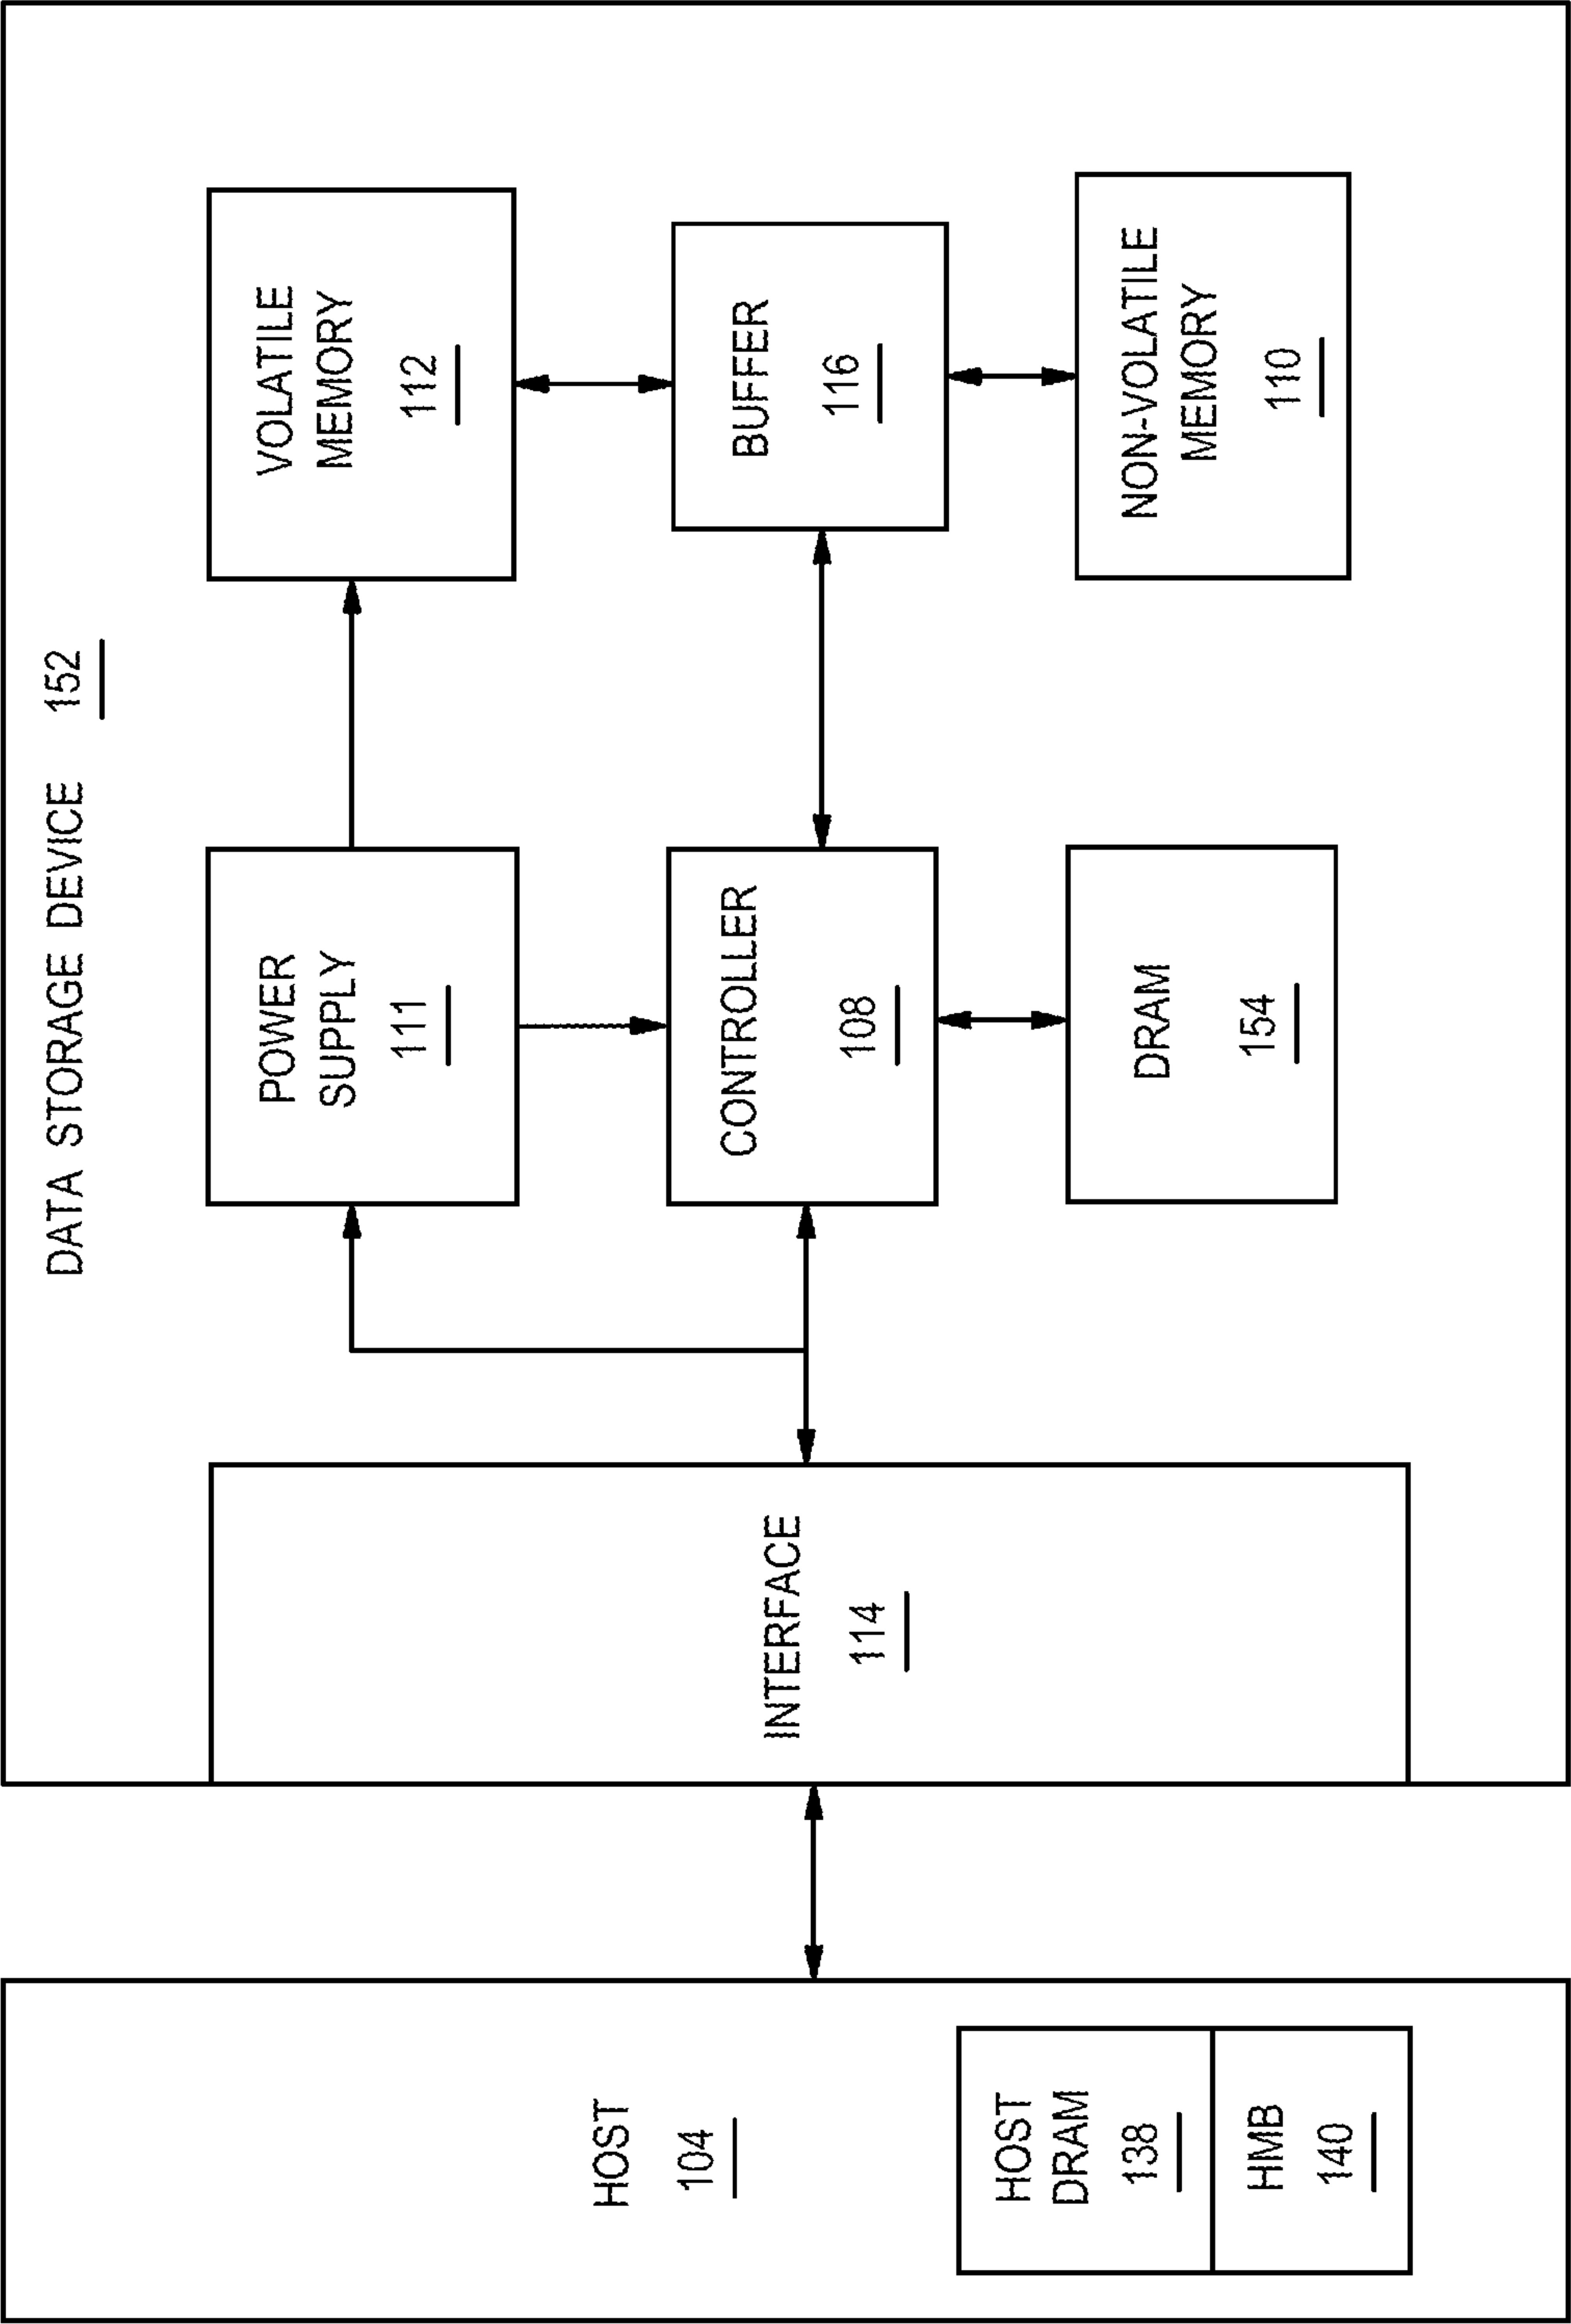 DATA STORAGE DEVICE 152
HOST
104
HOST
DRAM
138
HMB
140
INTERFACE
114
POWER
SUPPLY
111
CONTROLLER
108
DRAM
154
VOLATILE
MEMORY
112
BUFFER
116
NON-VOLATILE
MEMORY
110